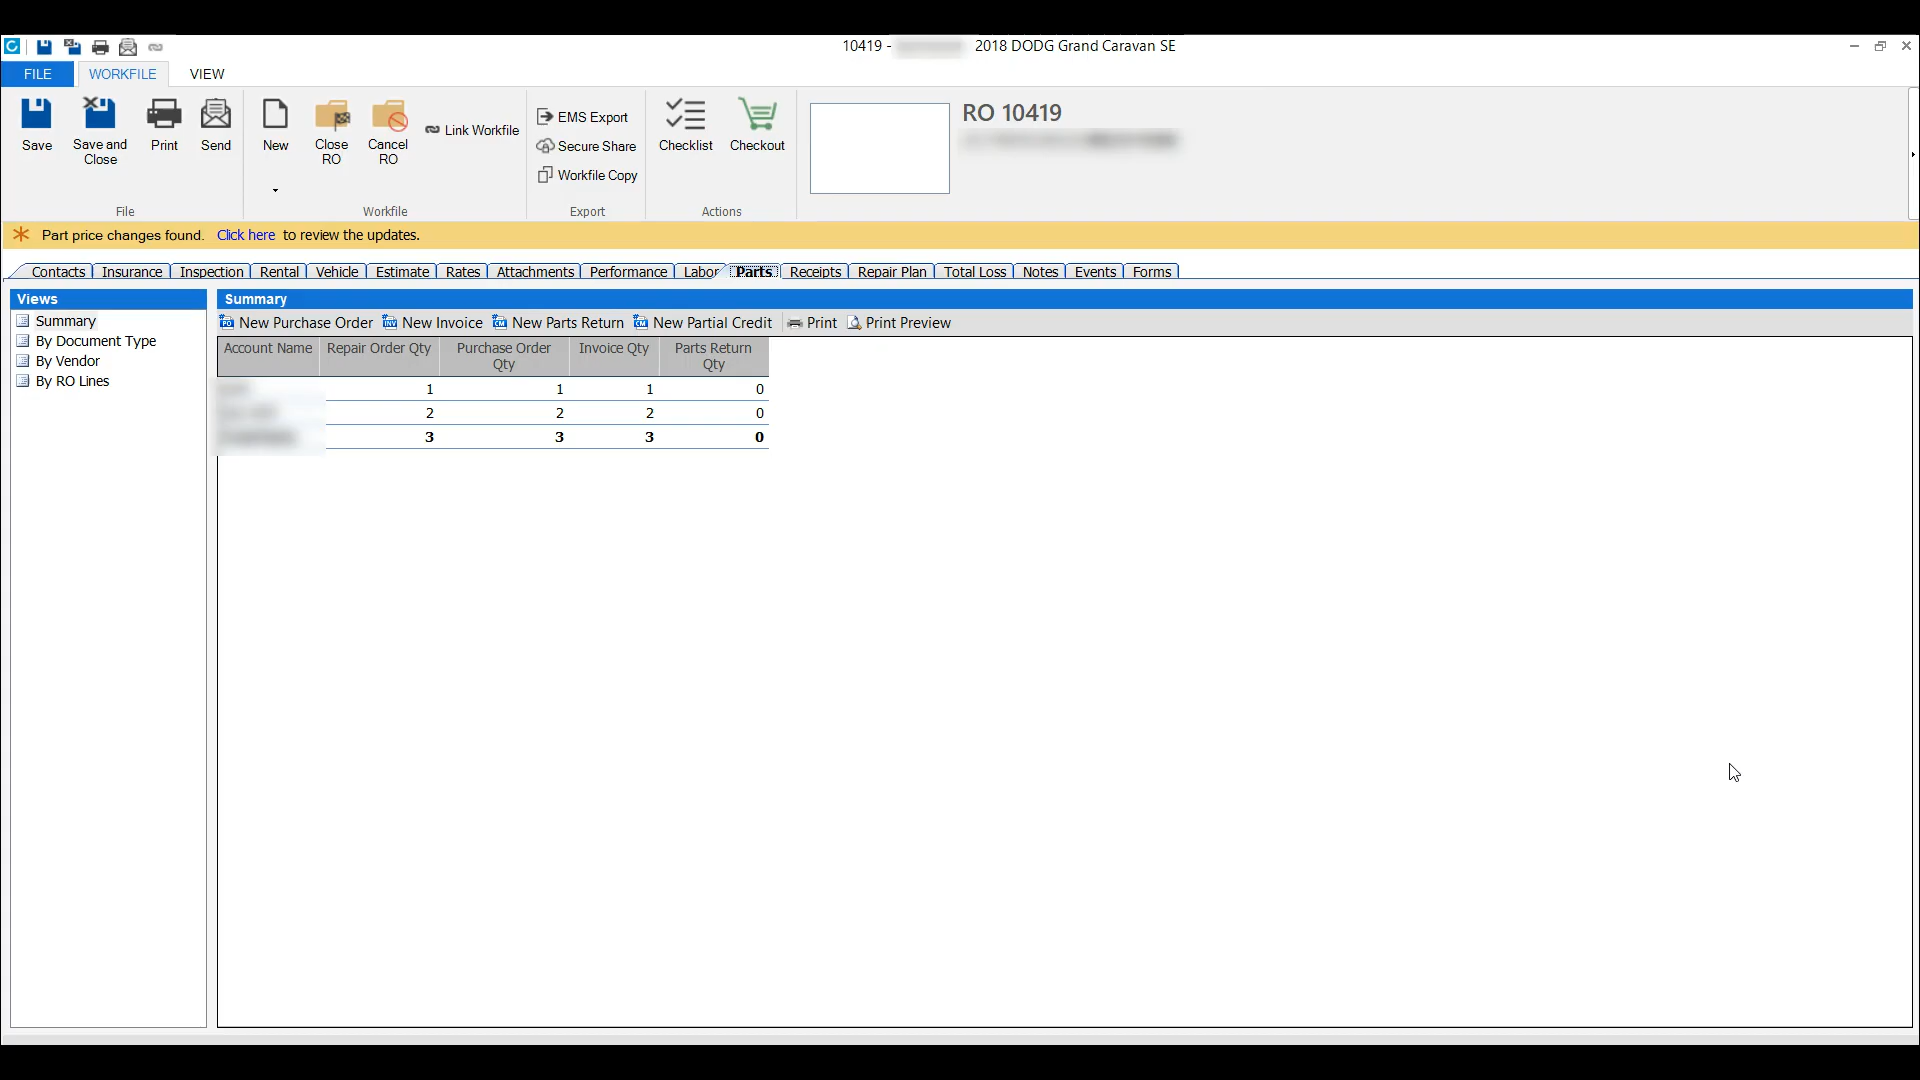 10419 - 2018 DODG Grand Caravan SE
FILE WORKFILE VIEW
Save
Save and Close
Print
Send
New
Close RO
Cancel RO
Link Workfile
EMS Export
Secure Share
Workfile Copy
Checklist
Checkout
RO 10419
File Workfile Export Actions
Part price changes found. Click here to review the updates.
Contacts Insurance Inspection Rental Vehicle Estimate Rates Attachments Performance Labor Parts Receipts Repair Plan Total Loss Notes Events Forms
Views
Summary
By Document Type
By Vendor
By RO Lines
Summary
New Purchase Order New Invoice New Parts Return New Partial Credit Print Print Preview
Account Name Repair Order Qty Purchase Order Qty Invoice Qty Parts Return Qty
1 1 1 0
2 2 2 0
3 3 3 0